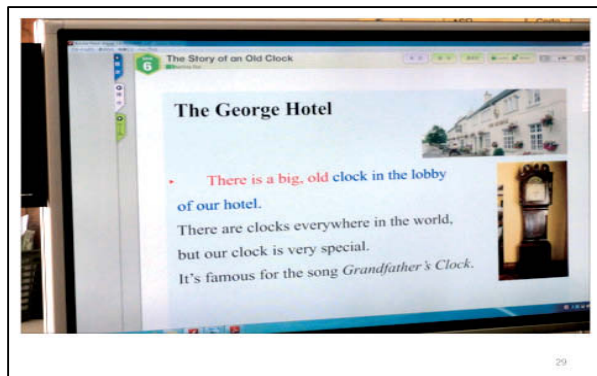 6
The Story of an Old Clock
The George Hotel
There is a big, old clock in the lobby
of our hotel.
There are clocks everywhere in the world,
but our clock is very special.
It's famous for the song Grandfather's Clock.
29